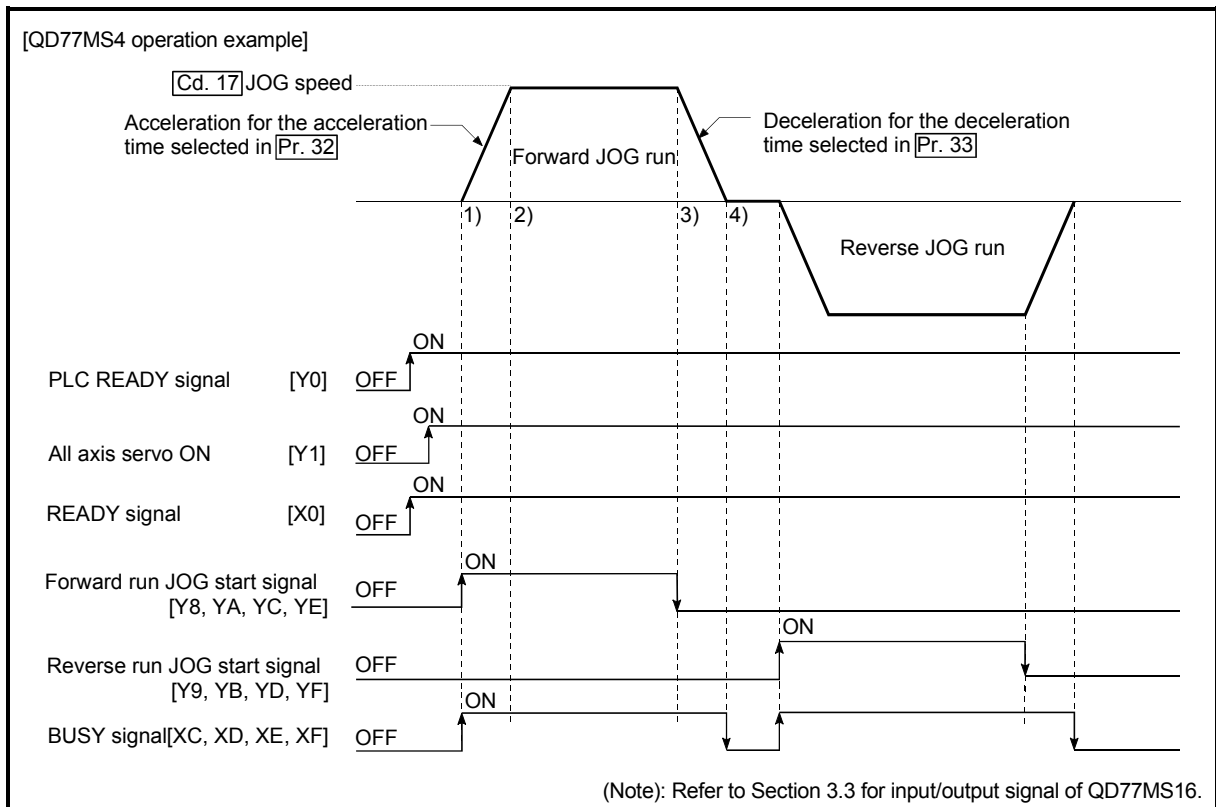 [QD77MS4 operation example]
Cd. 17 JOG speed
Acceleration for the acceleration
time selected in Pr. 32
Forward JOG run
Deceleration for the deceleration
time selected in Pr. 33
1) 2) 3) 4)
Reverse JOG run
ON
PLC READY signal [Y0] OFF
ON
All axis servo ON [Y1] OFF
ON
READY signal [X0] OFF
ON
Forward run JOG start signal OFF
[Y8, YA, YC, YE]
ON
Reverse run JOG start signal OFF
[Y9, YB, YD, YF]
ON
BUSY signal[XC, XD, XE, XF] OFF
(Note): Refer to Section 3.3 for input/output signal of QD77MS16.